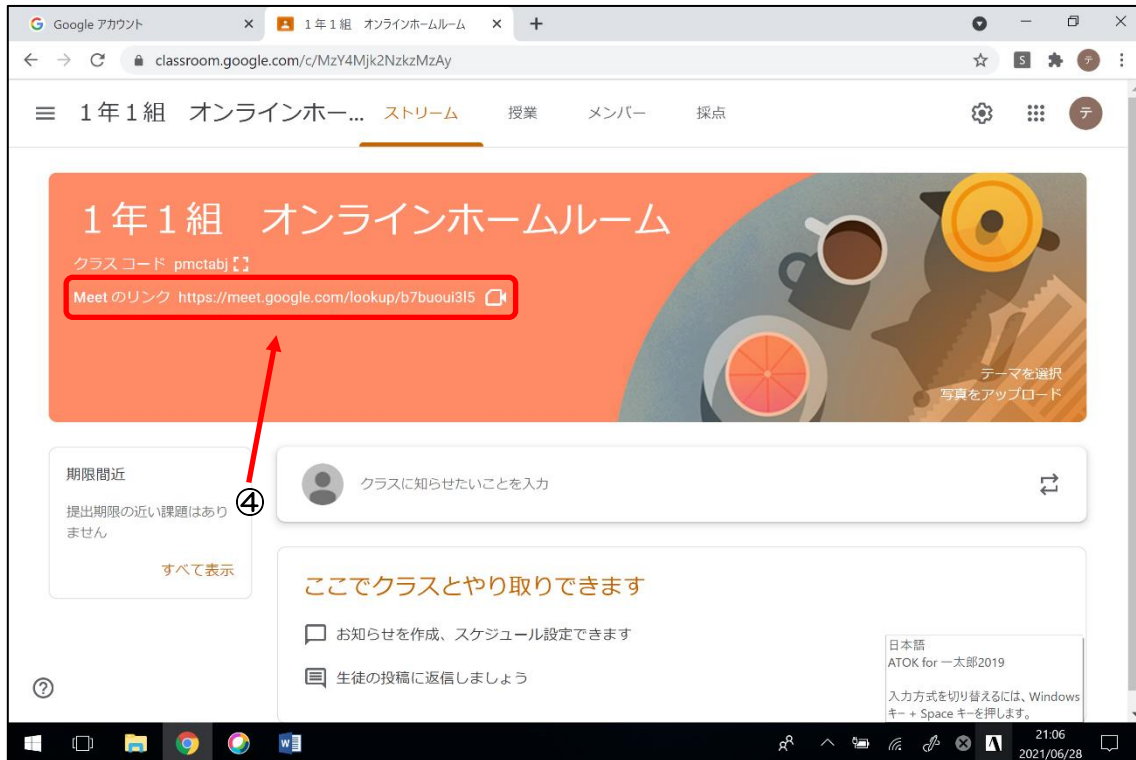 Google アカウント
1年1組 オンラインホームルーム
classroom.google.com/c/MzY4Mjk2NzkzMzAy
S
テ
1年1組 オンラインホー...
ストリーム
授業
メンバー
採点
テ
1年1組 オンラインホームルーム
クラス コード pmctabj
Meet のリンク https://meet.google.com/lookup/b7buoui3l5
テーマを選択
写真をアップロード
期限間近
提出期限の近い課題はあり
ません
すべて表示
④
クラスに知らせたいことを入力
ここでクラスとやり取りできます
お知らせを作成、スケジュール設定できます
生徒の投稿に返信しましょう
日本語
ATOK for 一太郎2019
入力方式を切り替えるには、Windows
キー + Space キーを押します。
21:06
2021/06/28